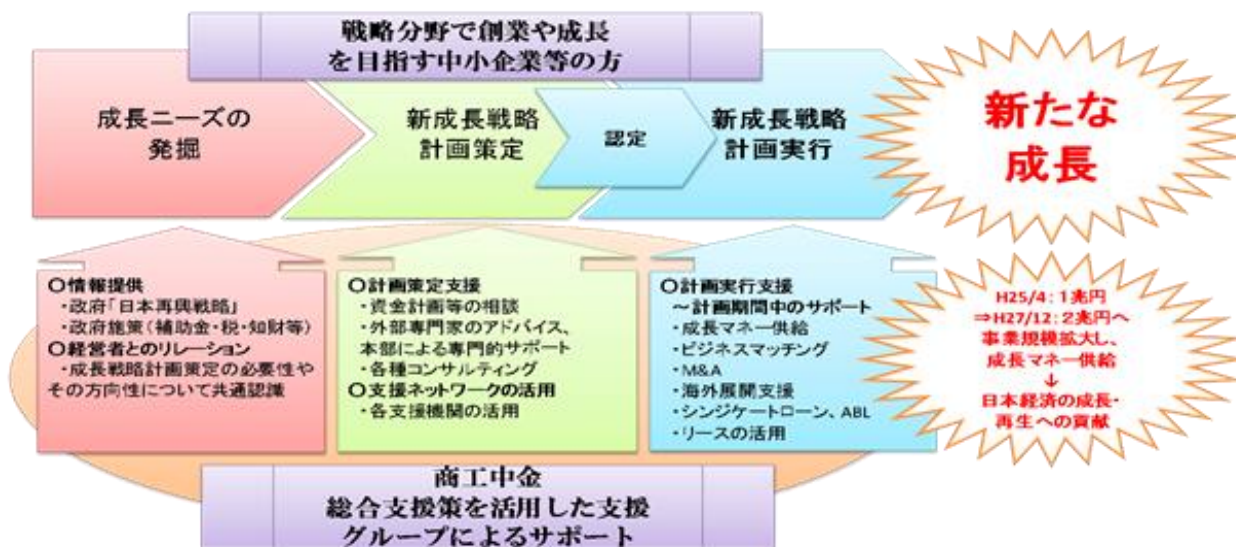 戦略分野で創業や成長
を目指す中小企業等の方
成長ニーズの
発掘
新成長戦略
計画策定
認定
新成長戦略
計画実行
新たな
成長
〇情報提供
・政府「日本再興戦略」
・政府施策(補助金・税・知財等)
〇経営者とのリレーション
・成長戦略計画策定の必要性や
その方向性について共通認識
〇計画策定支援
・資金計画等の相談
・外部専門家のアドバイス、
本部による専門的サポート
・各種コンサルティング
〇支援ネットワークの活用
・各支援機関の活用
〇計画実行支援
～計画期間中のサポート
・成長マネー供給
・ビジネスマッチング
・M&A
・海外展開支援
・シンジケートローン、ABL
・リースの活用
H25/4:1兆円
⇒H27/12:2兆円へ
事業規模拡大し、
成長マネー供給
↓
日本経済の成長・
再生への貢献
商工中金
総合支援策を活用した支援
グループによるサポート